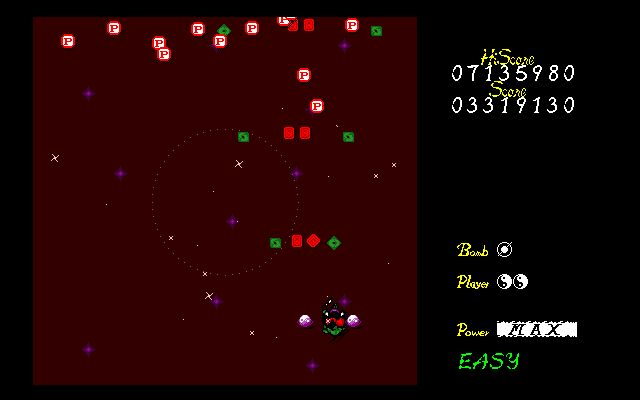 P P P P P P P P P
P
P
HiScore
07135980
Score
03319130
Bomb
Player
Power MAX
EASY